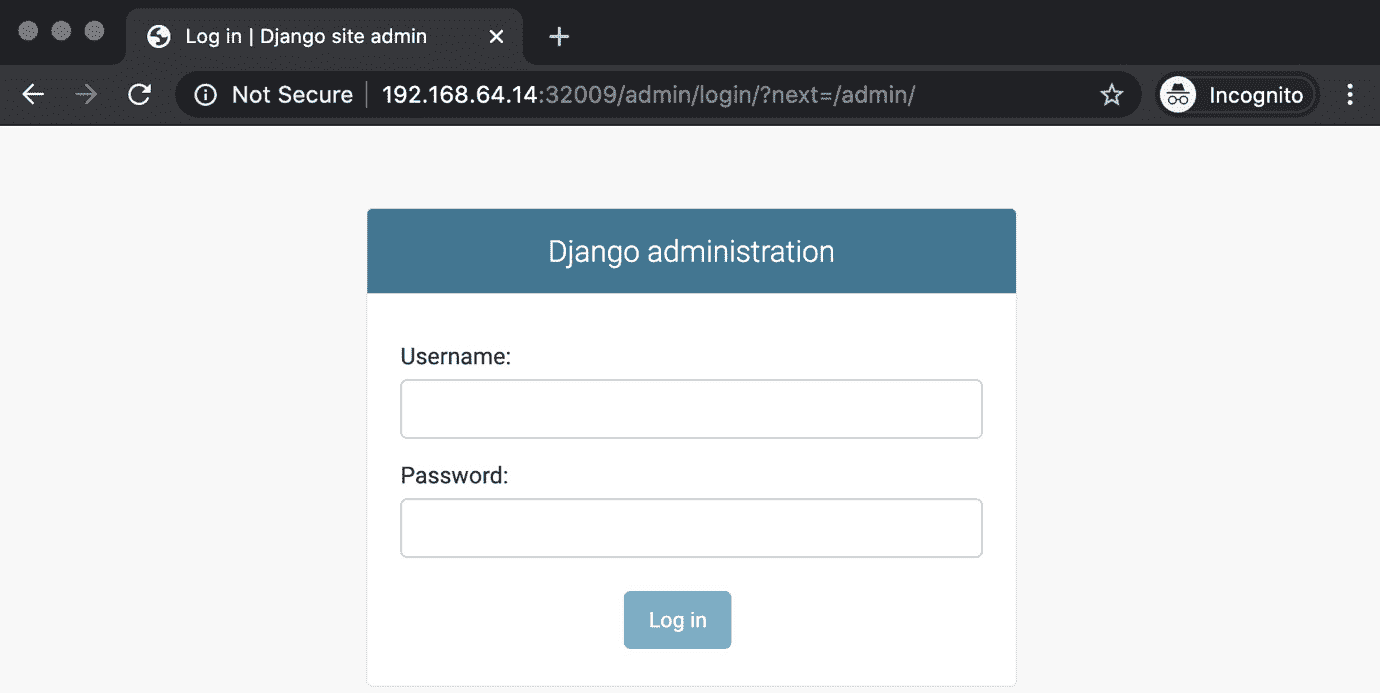 Log in | Django site admin
Not Secure | 192.168.64.14:32009/admin/login/?next=/admin/
Incognito
Django administration
Username:
Password:
Log in